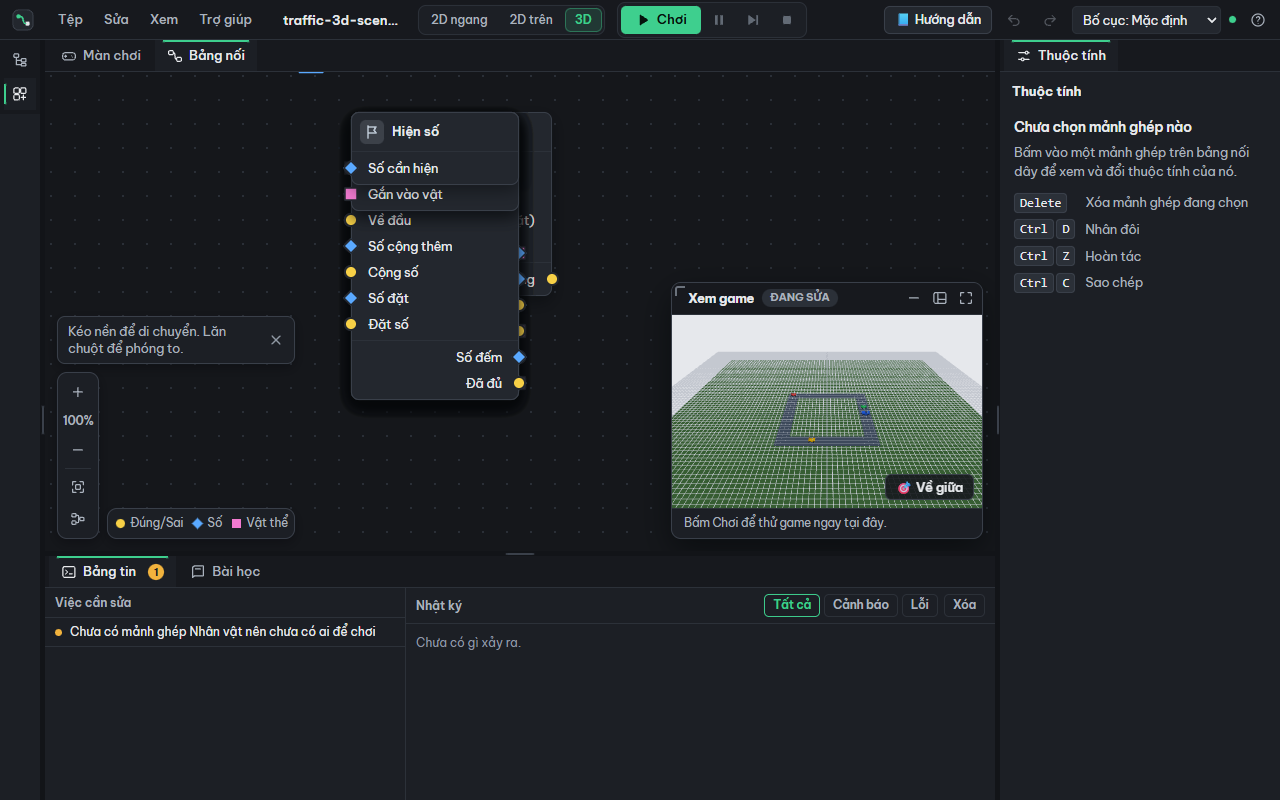 Tệp
Sửa
Xem
Trợ giúp
traffic-3d-scen...
2D ngang
2D trên
3D
Chơi
Hướng dẫn
Bố cục: Mặc định
Màn chơi
Bảng nối
Thuộc tính
Thuộc tính
Chưa chọn mảnh ghép nào
Bấm vào một mảnh ghép trên bảng nối
dây để xem và đổi thuộc tính của nó.
Delete Xóa mảnh ghép đang chọn
Ctrl D Nhân đôi
Ctrl Z Hoàn tác
Ctrl C Sao chép
Hiện số
Số cần hiện
Gắn vào vật
Về đầu
Số cộng thêm
Cộng số
Số đặt
Đặt số
Số đếm
Đã đủ
Kéo nền để di chuyển. Lăn
chuột để phóng to.
100%
Đúng/Sai
Số
Vật thể
Xem game
ĐANG SỬA
Về giữa
Bấm Chơi để thử game ngay tại đây.
Bảng tin 1
Bài học
Việc cần sửa
Chưa có mảnh ghép Nhân vật nên chưa có ai để chơi
Nhật ký
Tất cả
Cảnh báo
Lỗi
Xóa
Chưa có gì xảy ra.